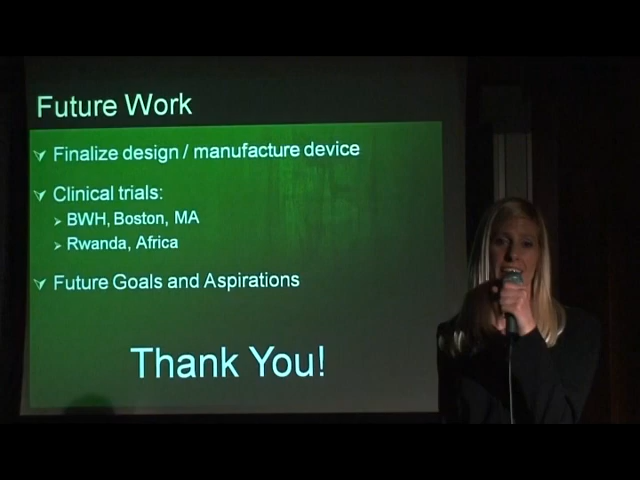 Future Work
Finalize design / manufacture device
Clinical trials:
BWH, Boston, MA
Rwanda, Africa
Future Goals and Aspirations
Thank You!